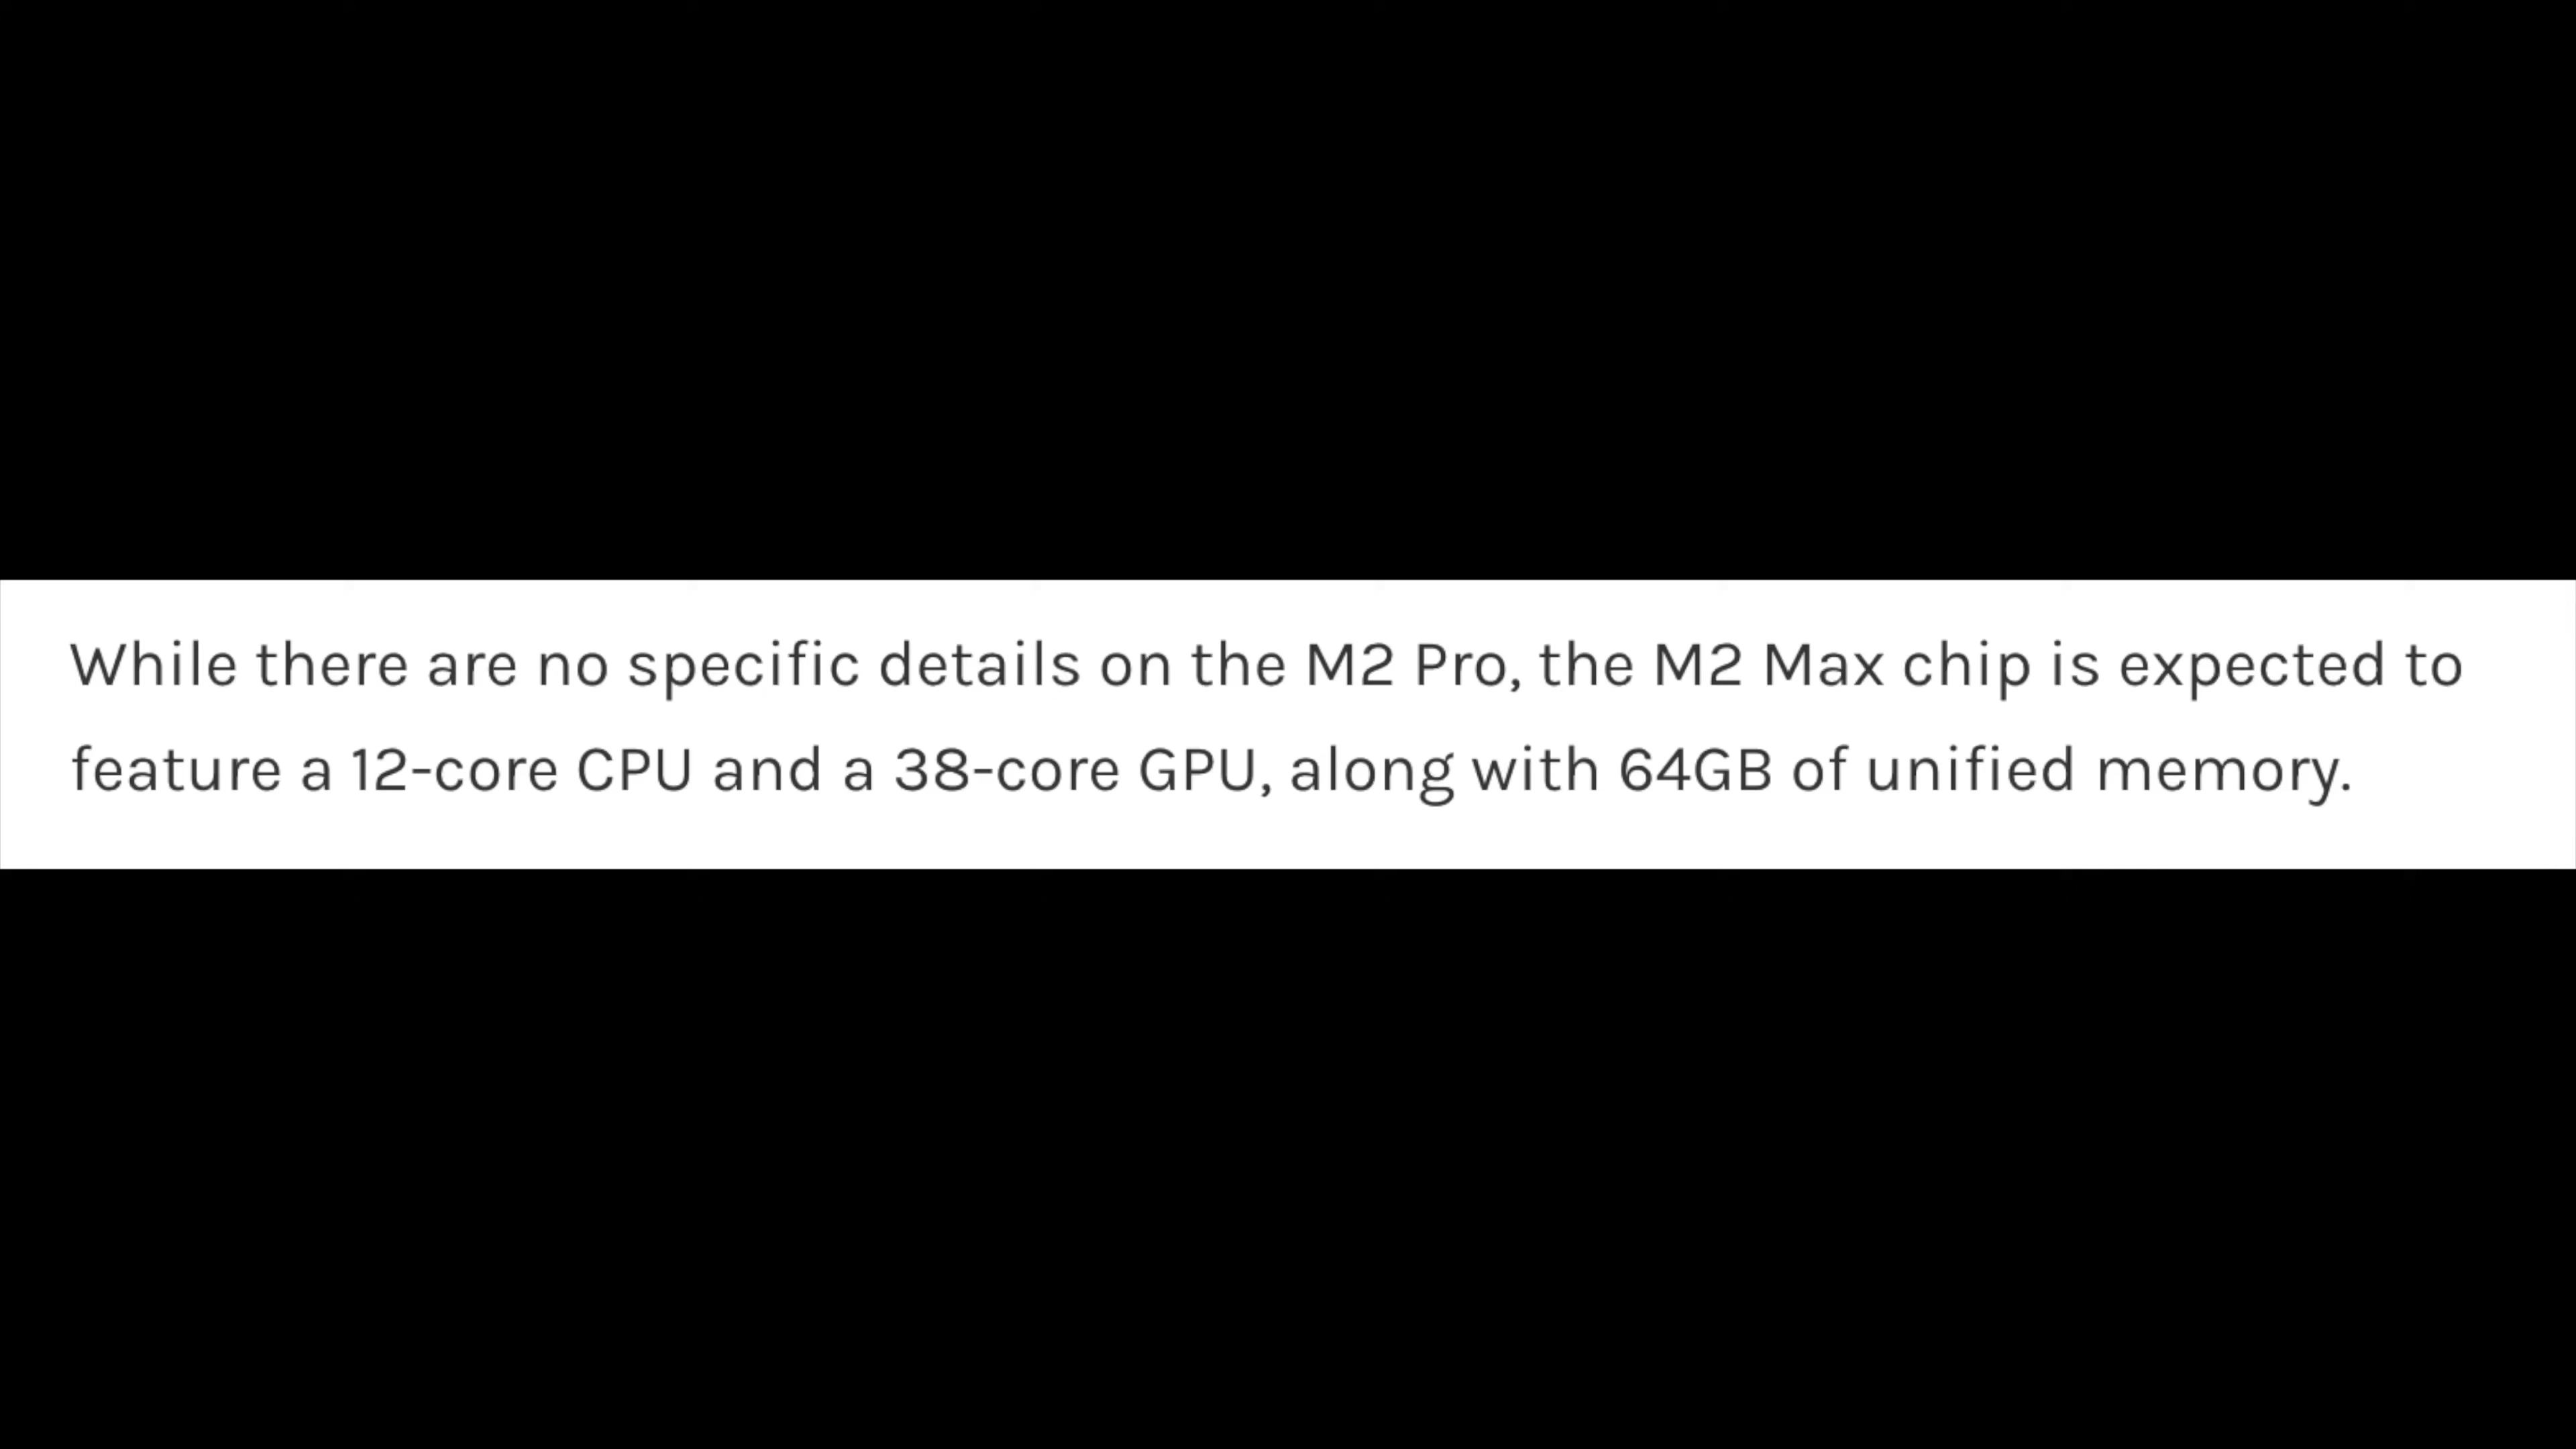 While there are no specific details on the M2 Pro, the M2 Max chip is expected to
feature a 12-core CPU and a 38-core GPU, along with 64GB of unified memory.